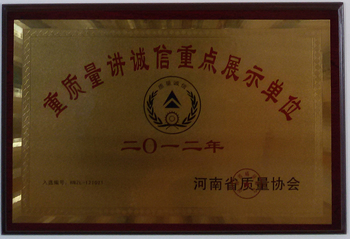 重质量讲诚信重点展示单位
二〇一二年
河南省质量协会